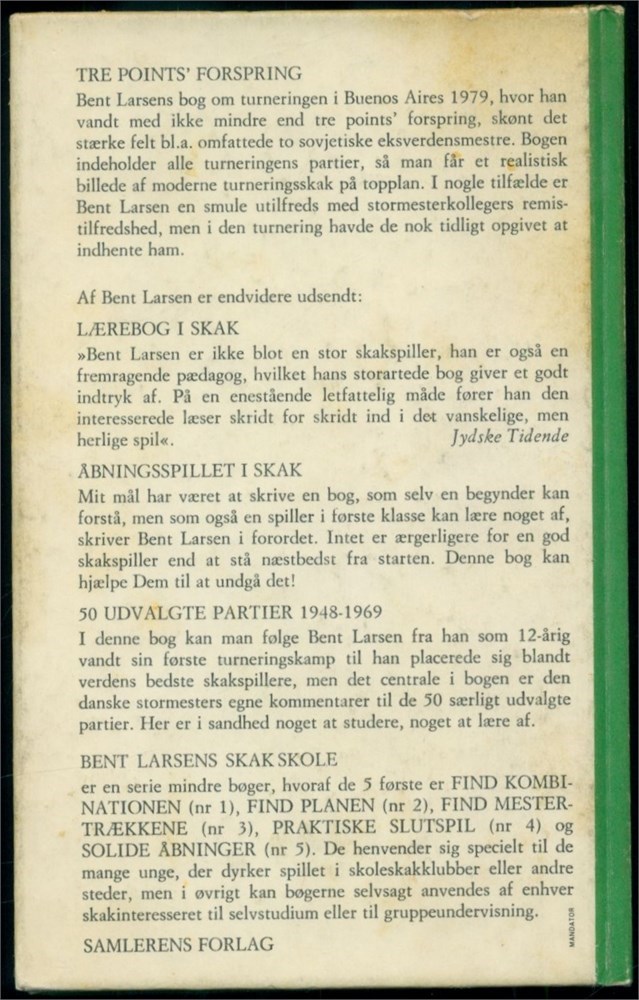 TRE POINTS' FORSPRING
Bent Larsens bog om turneringen i Buenos Aires 1979, hvor han
vandt med ikke mindre end tre points' forspring, skønt det
stærke felt bl.a. omfattede to sovjetiske eksverdensmestre. Bogen
indeholder alle turneringens partier, så man får et realistisk
billede af moderne turneringsskak på topplan. I nogle tilfælde er
Bent Larsen en smule utilfreds med stormesterkollegers remis-
tilfredshed, men i den turnering havde de nok tidligt opgivet at
indhente ham.
Af Bent Larsen er endvidere udsendt:
LÆREBOG I SKAK
»Bent Larsen er ikke blot en stor skakspiller, han er også en
fremragende pædagog, hvilket hans storartede bog giver et godt
indtryk af. På en enestående letfattelig måde fører han den
interesserede læser skridt for skridt ind i det vanskelige, men
herlige spil«. Jydske Tidende
ÅBNINGSSPILLET I SKAK
Mit mål har været at skrive en bog, som selv en begynder kan
forstå, men som også en spiller i første klasse kan lære noget af,
skriver Bent Larsen i forordet. Intet er ærgerligere for en god
skakspiller end at stå næstbedst fra starten. Denne bog kan
hjælpe Dem til at undgå det!
50 UDVALGTE PARTIER 1948-1969
I denne bog kan man følge Bent Larsen fra han som 12-årig
vandt sin første turneringskamp til han placerede sig blandt
verdens bedste skakspillere, men det centrale i bogen er den
danske stormesters egne kommentarer til de 50 særligt udvalgte
partier. Her er i sandhed noget at studere, noget at lære af.
BENT LARSENS SKAKSKOLE
er en serie mindre bøger, hvoraf de 5 første er FIND KOMBI-
NATIONEN (nr 1), FIND PLANEN (nr 2), FIND MESTER-
TRÆKKENE (nr 3), PRAKTISKE SLUTSPIL (nr 4) og
SOLIDE ÅBNINGER (nr 5). De henvender sig specielt til de
mange unge, der dyrker spillet i skoleskakklubber eller andre
steder, men i øvrigt kan bøgerne selvsagt anvendes af enhver
skakinteresseret til selvstudium eller til gruppeundervisning.
SAMLERENS FORLAG
MANDATOR